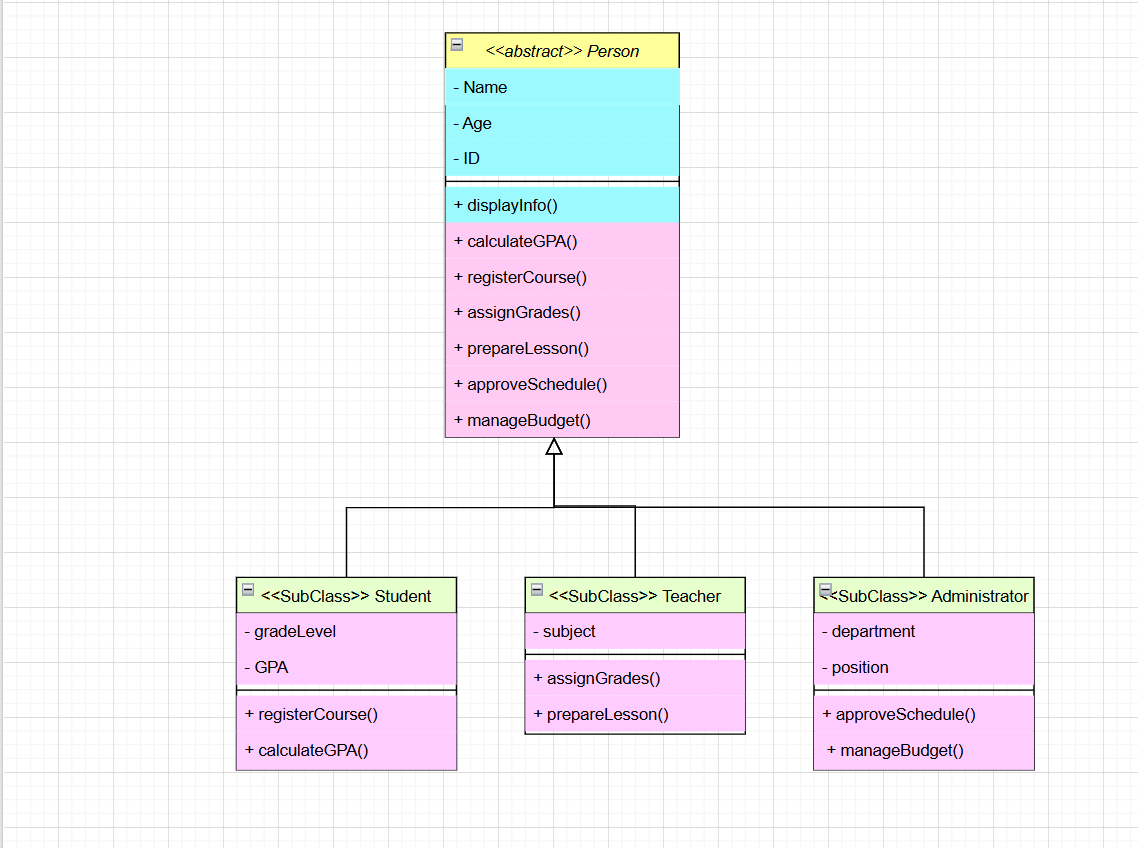 <<abstract>> Person
- Name
- Age
- ID
+ displayInfo()
+ calculateGPA()
+ registerCourse()
+ assignGrades()
+ prepareLesson()
+ approveSchedule()
+ manageBudget()
<<SubClass>> Student
- gradeLevel
- GPA
+ registerCourse()
+ calculateGPA()
<<SubClass>> Teacher
- subject
+ assignGrades()
+ prepareLesson()
<<SubClass>> Administrator
- department
- position
+ approveSchedule()
+ manageBudget()